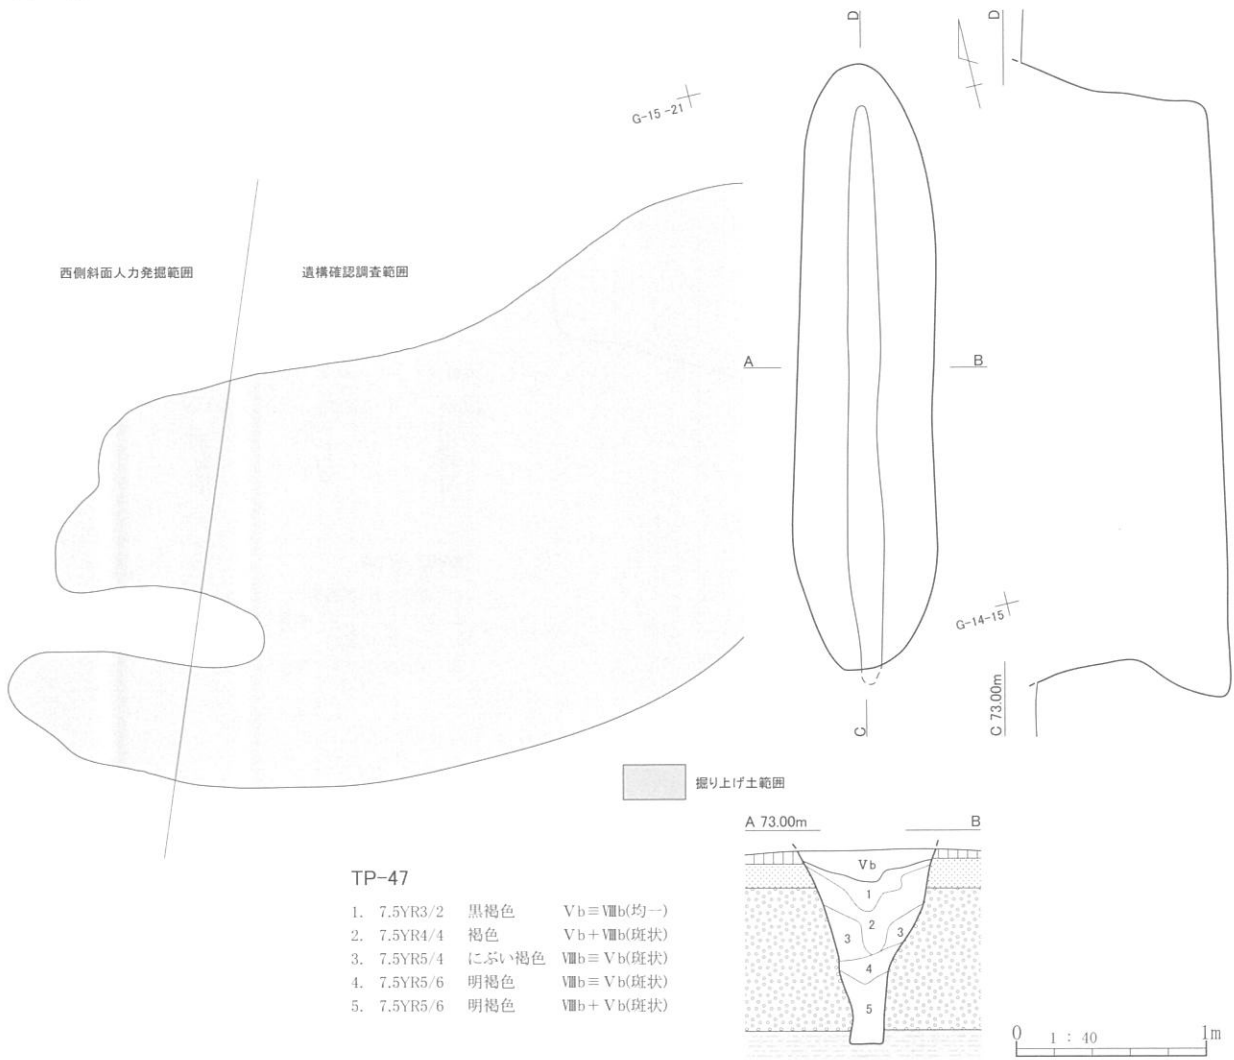 D
D
G-15-21
西側斜面人力発掘範囲
遺構確認調査範囲
A
B
G-14-15
C
C 73.00m
掘り上げ土範囲
A 73.00m
B
Ⅴb
1
2
3
3
4
5
TP-47
1. 7.5YR3/2 黒褐色 Ⅴb≡Ⅷb(均一)
2. 7.5YR4/4 褐色 Ⅴb+Ⅷb(斑状)
3. 7.5YR5/4 にぶい褐色 Ⅷb≡Ⅴb(斑状)
4. 7.5YR5/6 明褐色 Ⅷb≡Ⅴb(斑状)
5. 7.5YR5/6 明褐色 Ⅷb+Ⅴb(斑状)
0 1:40 1m